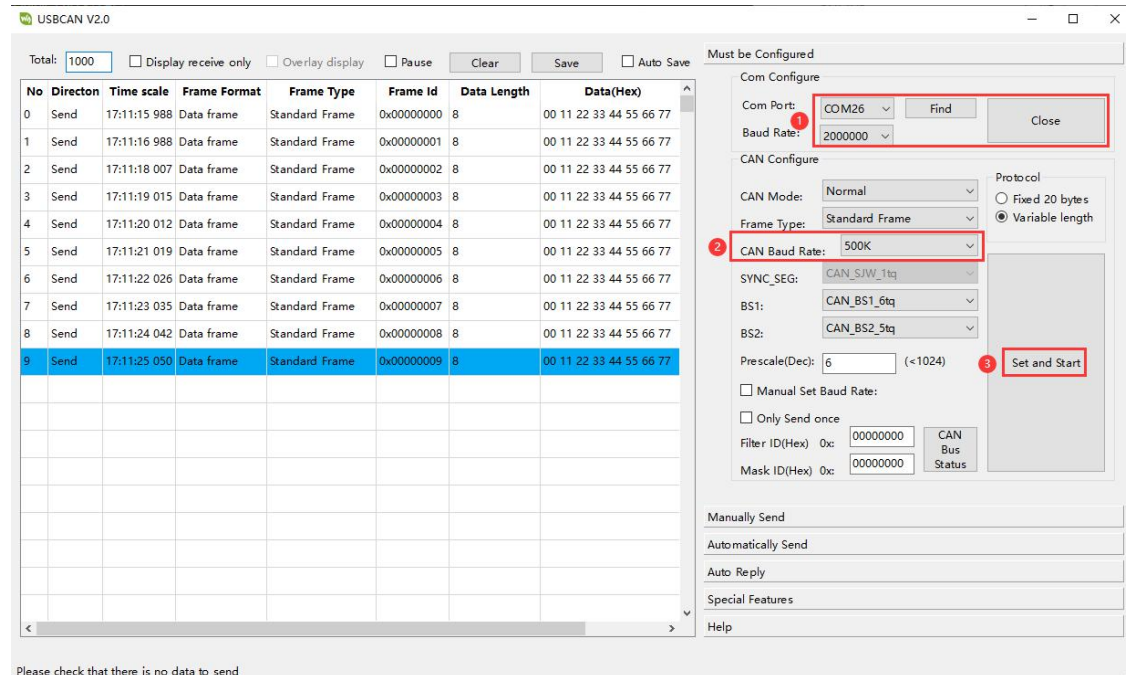 USBCAN V2.0
Total: 1000 Display receive only Overlay display Pause Clear Save Auto Save
No Directon Time scale Frame Format Frame Type Frame Id Data Length Data(Hex)
0 Send 17:11:15 988 Data frame Standard Frame 0x00000000 8 00 11 22 33 44 55 66 77
1 Send 17:11:16 988 Data frame Standard Frame 0x00000001 8 00 11 22 33 44 55 66 77
2 Send 17:11:18 007 Data frame Standard Frame 0x00000002 8 00 11 22 33 44 55 66 77
3 Send 17:11:19 015 Data frame Standard Frame 0x00000003 8 00 11 22 33 44 55 66 77
4 Send 17:11:20 012 Data frame Standard Frame 0x00000004 8 00 11 22 33 44 55 66 77
5 Send 17:11:21 019 Data frame Standard Frame 0x00000005 8 00 11 22 33 44 55 66 77
6 Send 17:11:22 026 Data frame Standard Frame 0x00000006 8 00 11 22 33 44 55 66 77
7 Send 17:11:23 035 Data frame Standard Frame 0x00000007 8 00 11 22 33 44 55 66 77
8 Send 17:11:24 042 Data frame Standard Frame 0x00000008 8 00 11 22 33 44 55 66 77
9 Send 17:11:25 050 Data frame Standard Frame 0x00000009 8 00 11 22 33 44 55 66 77
Must be Configured
Com Configure
Com Port: COM26 Find Close
1
Baud Rate: 2000000
CAN Configure
CAN Mode: Normal
Frame Type: Standard Frame
2 CAN Baud Rate: 500K
SYNC_SEG: CAN_SJW_1tq
BS1: CAN_BS1_6tq
BS2: CAN_BS2_5tq
Prescale(Dec): 6 (<1024)
Manual Set Baud Rate:
Only Send once
Filter ID(Hex) 0x: 00000000
Mask ID(Hex) 0x: 00000000
CAN
Bus
Status
Protocol
Fixed 20 bytes
Variable length
3 Set and Start
Manually Send
Automatically Send
Auto Reply
Special Features
Help
Please check that there is no data to send